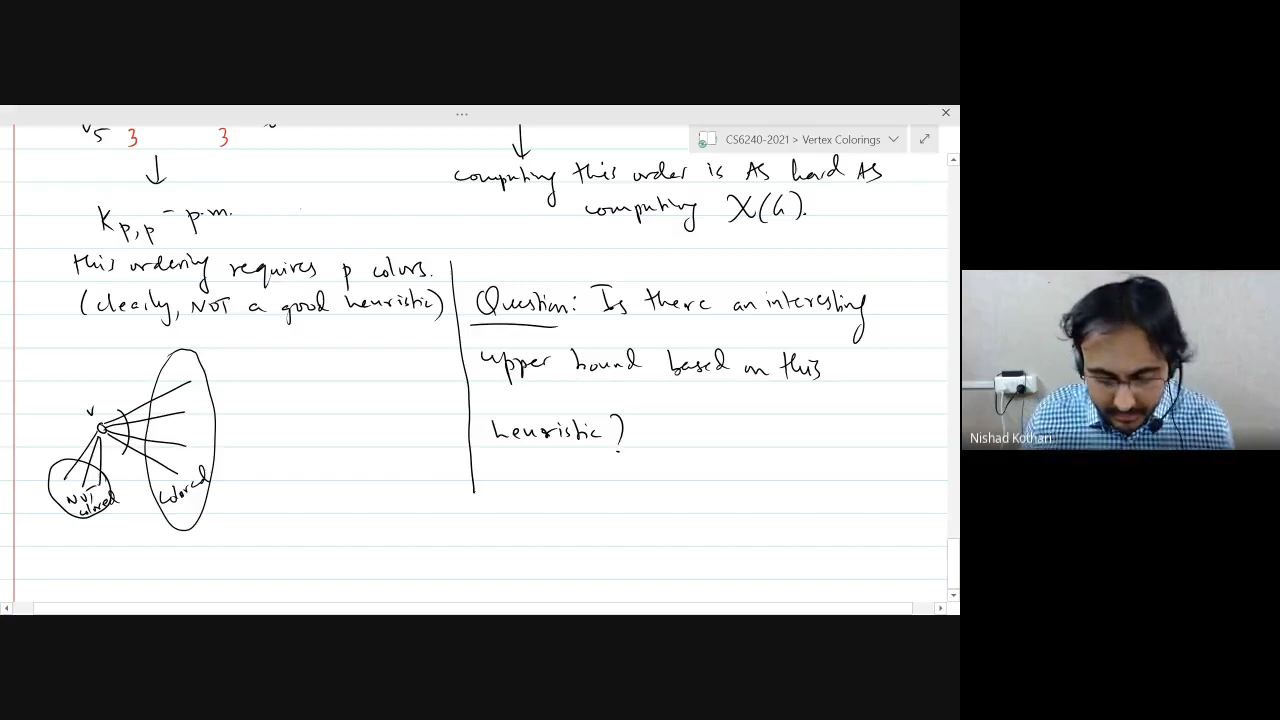 v5 3 3
CS6240-2021 > Vertex Colorings
computing this order is AS hard AS
computing χ(G).
K p,p - p.m.
this ordering requires p colors.
(clearly, NOT a good heuristic)
Question: Is there an interesting
upper bound based on this
heuristic?
v
NOT
colored
colored
Nishad Kothari